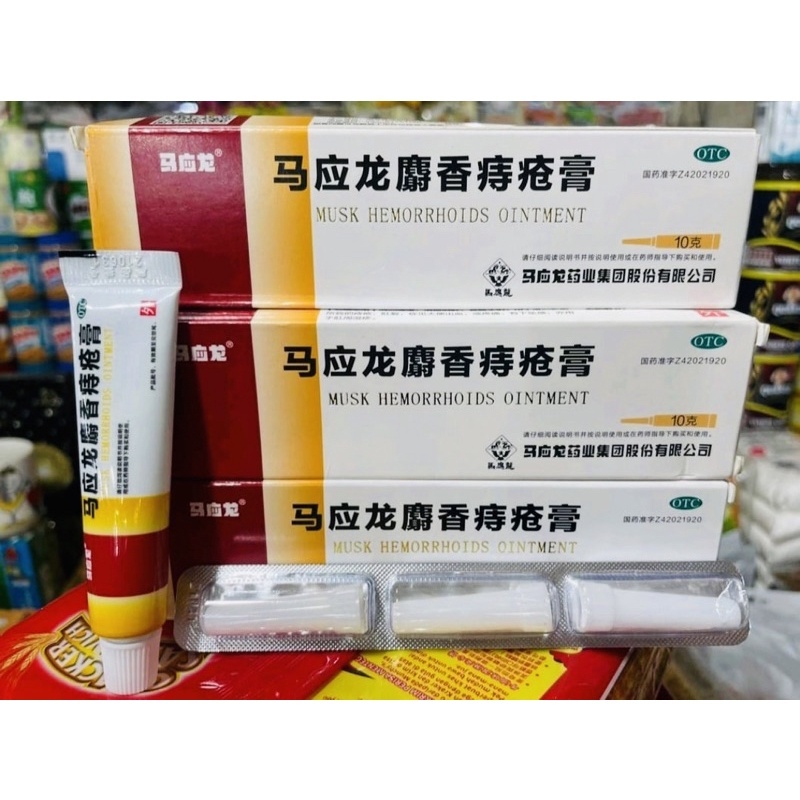 马应龙®
马应龙麝香痔疮膏
MUSK HEMORRHOIDS OINTMENT
OTC
国药准字Z42021920
10克
请仔细阅读说明书并按说明使用或在药师指导下购买和使用。
马应龙药业集团股份有限公司
马应龙
马应龙麝香痔疮膏
MUSK HEMORRHOIDS OINTMENT
OTC
国药准字Z42021920
10克
请仔细阅读说明书并按说明使用或在药师指导下购买和使用。
马应龙药业集团股份有限公司
马应龙®
马应龙麝香痔疮膏
MUSK HEMORRHOIDS OINTMENT
OTC
国药准字Z42021920
OTC
外
马应龙麝香痔疮膏
MUSK HEMORRHOIDS OINTMENT
马应龙